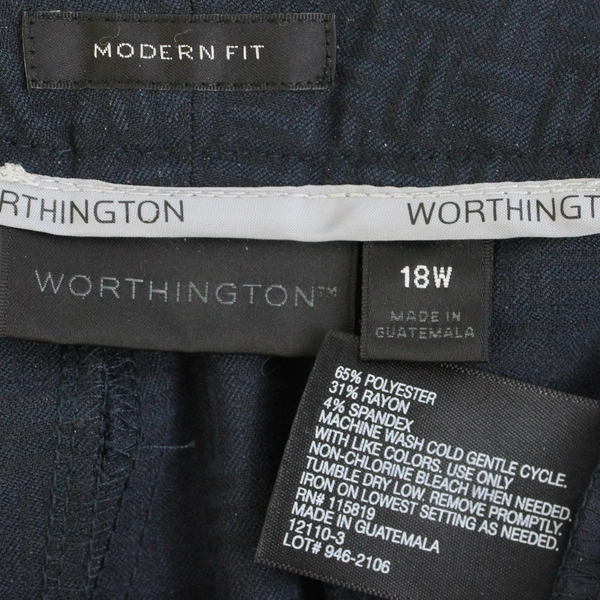 MODERN FIT
RTHINGTON WORTHINGT
WORTHINGTON™
18W
MADE IN
GUATEMALA
65% POLYESTER
31% RAYON
4% SPANDEX
MACHINE WASH COLD GENTLE CYCLE.
WITH LIKE COLORS. USE ONLY
NON-CHLORINE BLEACH WHEN NEEDED.
TUMBLE DRY LOW. REMOVE PROMPTLY.
IRON ON LOWEST SETTING AS NEEDED.
RN# 115819
MADE IN GUATEMALA
12110-3
LOT# 946-2106